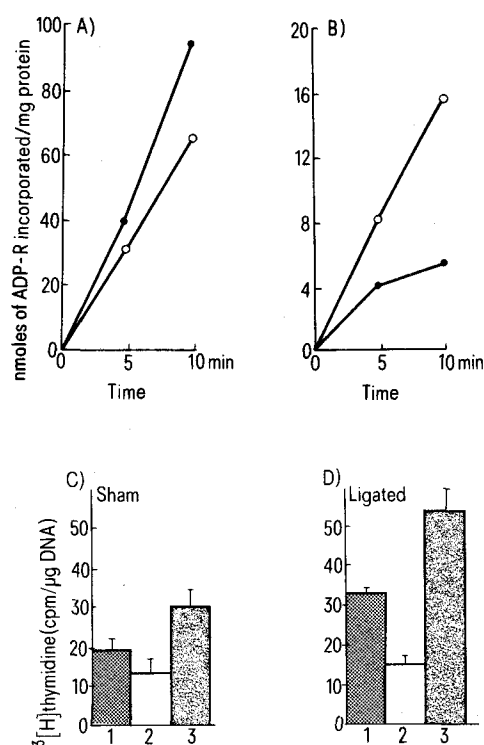 A)
100
80
60
40
20
0
0 5 10 min
Time
nmoles of ADP-R incorporated/mg protein
B)
20
16
12
8
4
0
0 5 10 min
Time
C)
Sham
50
40
30
20
10
0
1 2 3
³[H]thymidine(cpm/µg DNA)
D)
Ligated
50
40
30
20
10
0
1 2 3